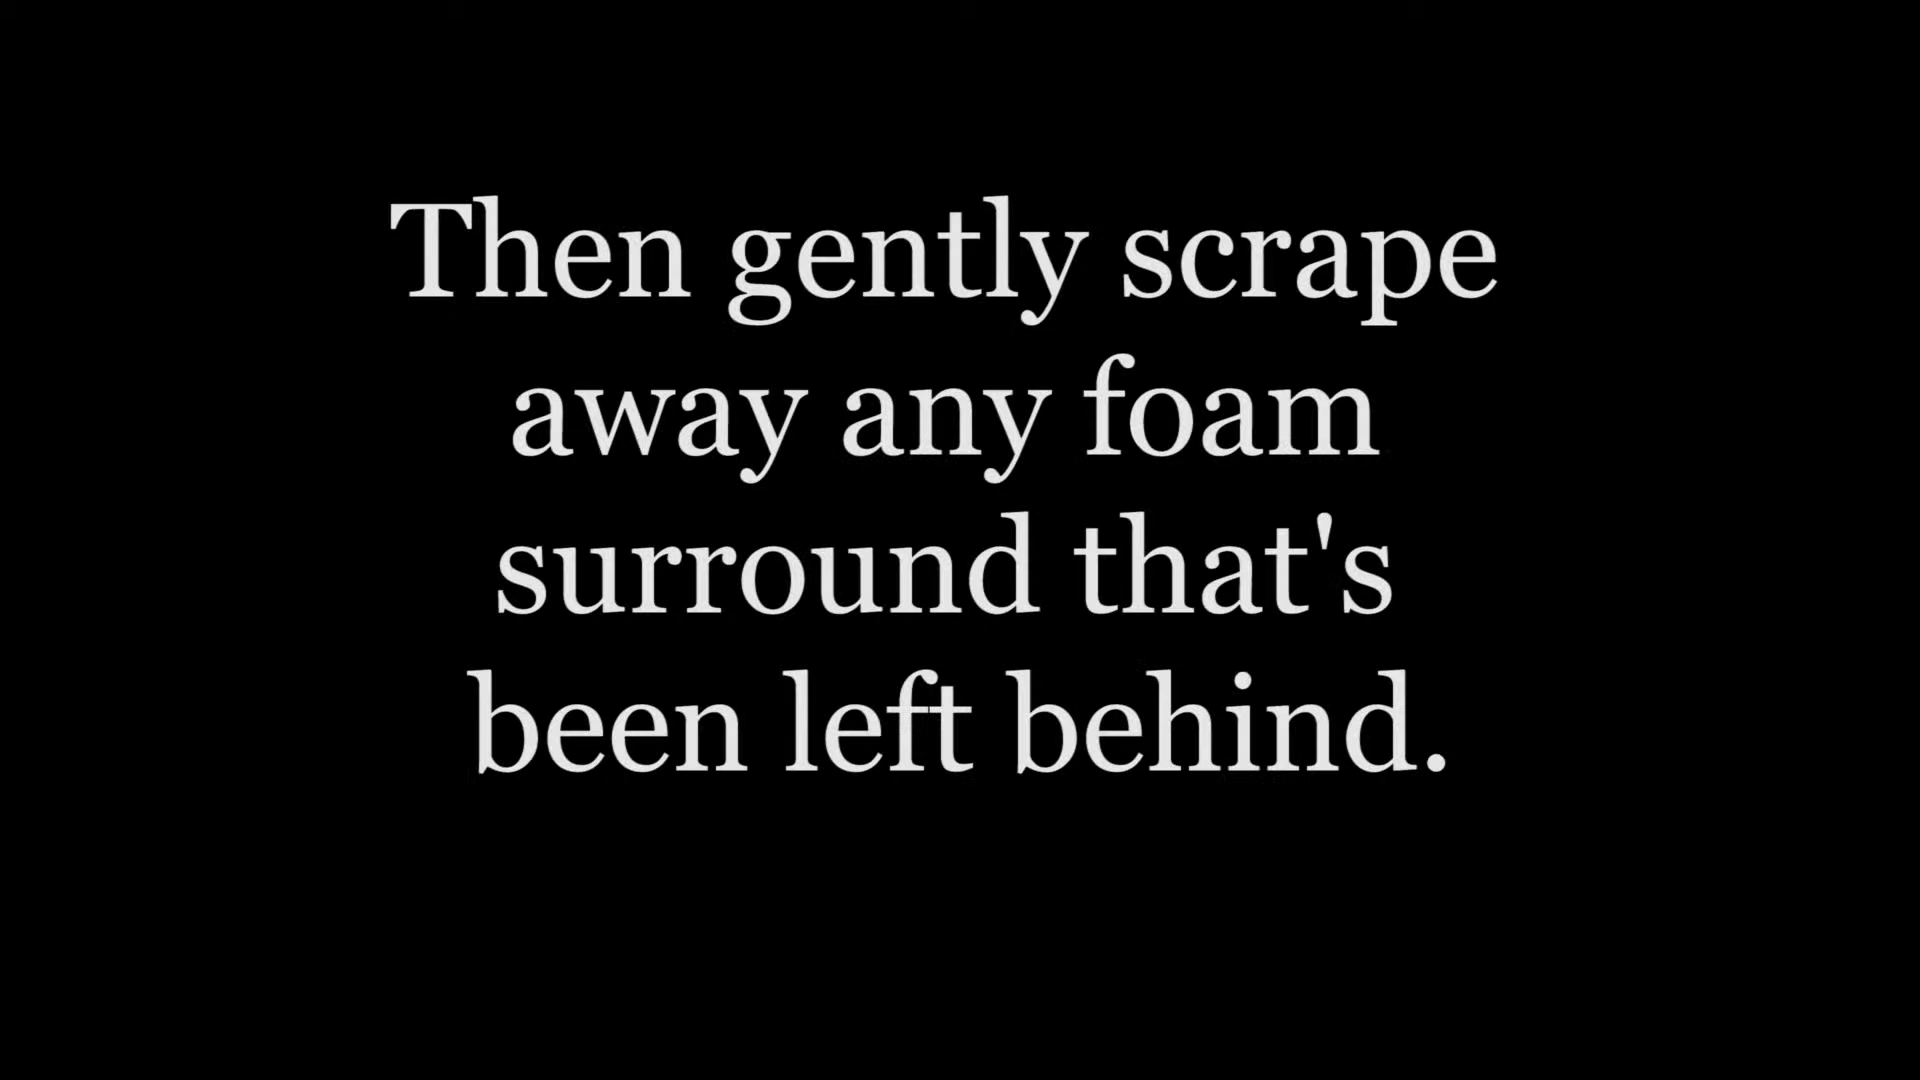 Then gently scrape
away any foam
surround that's
been left behind.